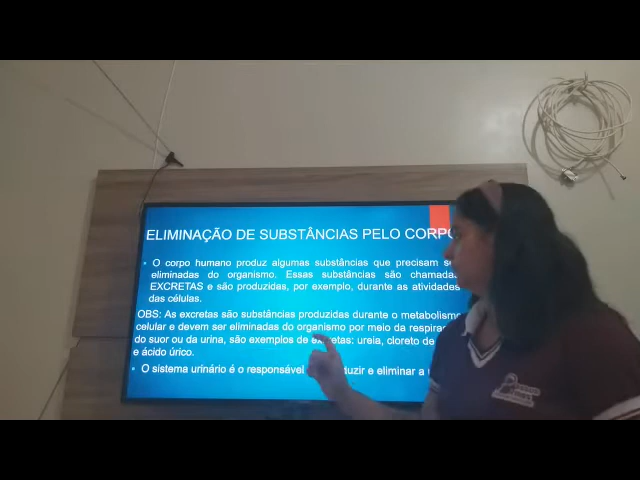 ELIMINAÇÃO DE SUBSTÂNCIAS PELO CORPO
O corpo humano produz algumas substâncias que precisam
eliminadas do organismo. Essas substâncias são chamadas
EXCRETAS e são produzidas, por exemplo, durante as atividades
das células.
OBS: As excretas são substâncias produzidas durante o metabolismo
celular e devem ser eliminadas do organismo por meio da
do suor ou da urina, são exemplos de excretas: ureia, cloreto de
e ácido úrico.
O sistema urinário é o responsável e eliminar a